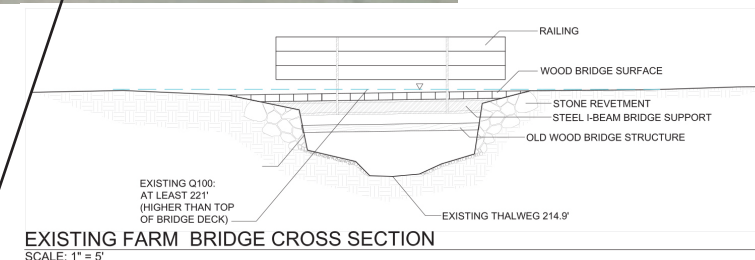 RAILING
WOOD BRIDGE SURFACE
STONE REVETMENT
STEEL I-BEAM BRIDGE SUPPORT
OLD WOOD BRIDGE STRUCTURE
EXISTING Q100:
AT LEAST 221'
(HIGHER THAN TOP
OF BRIDGE DECK)
EXISTING THALWEG 214.9'
EXISTING FARM BRIDGE CROSS SECTION
SCALE: 1" = 5'